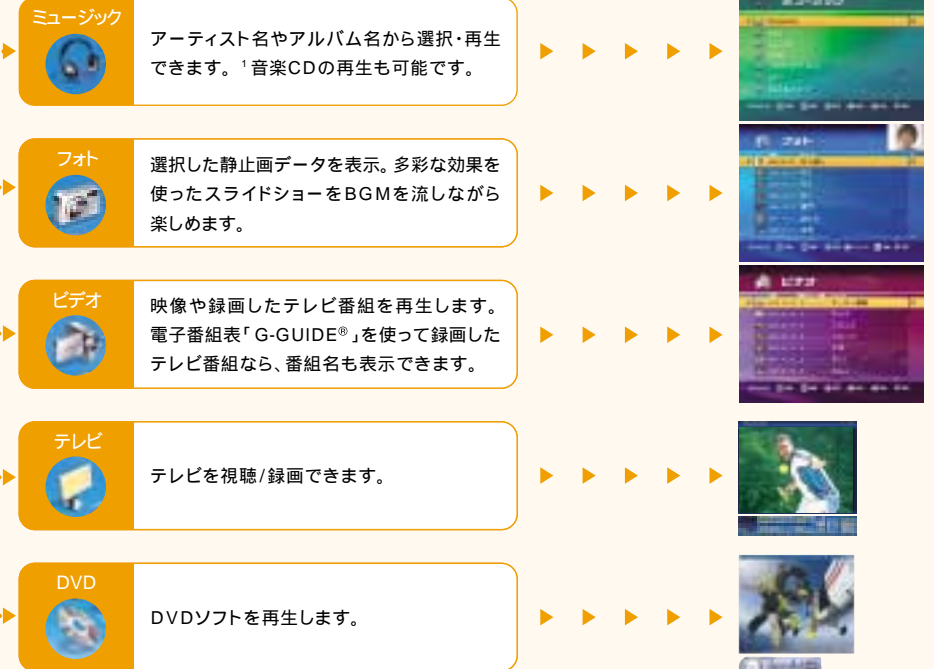 ミュージック
アーティスト名やアルバム名から選択・再生
できます。¹音楽CDの再生も可能です。
フォト
選択した静止画データを表示。多彩な効果を
使ったスライドショーをBGMを流しながら
楽しめます。
フォト
ビデオ
映像や録画したテレビ番組を再生します。
電子番組表「G-GUIDE®」を使って録画した
テレビ番組なら、番組名も表示できます。
ビデオ
テレビ
テレビを視聴/録画できます。
DVD
DVDソフトを再生します。